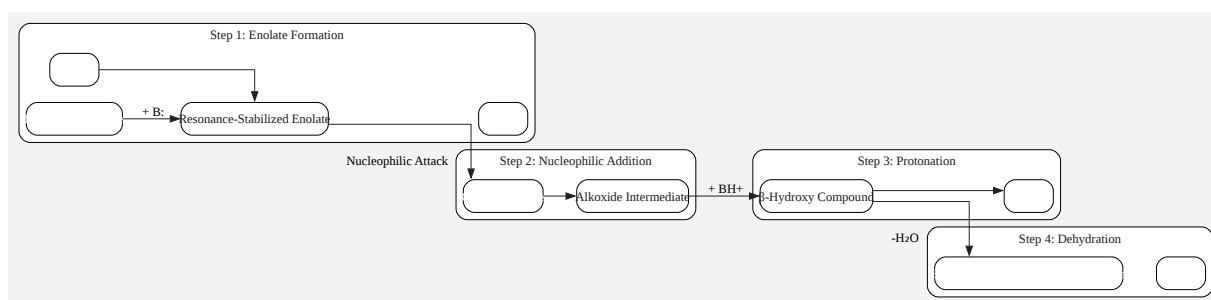 Step 1: Enolate Formation
+ B:
Resonance-Stabilized Enolate
Nucleophilic Attack
Step 2: Nucleophilic Addition
Alkoxide Intermediate
+ BH+
Step 3: Protonation
β-Hydroxy Compound
-H₂O
Step 4: Dehydration